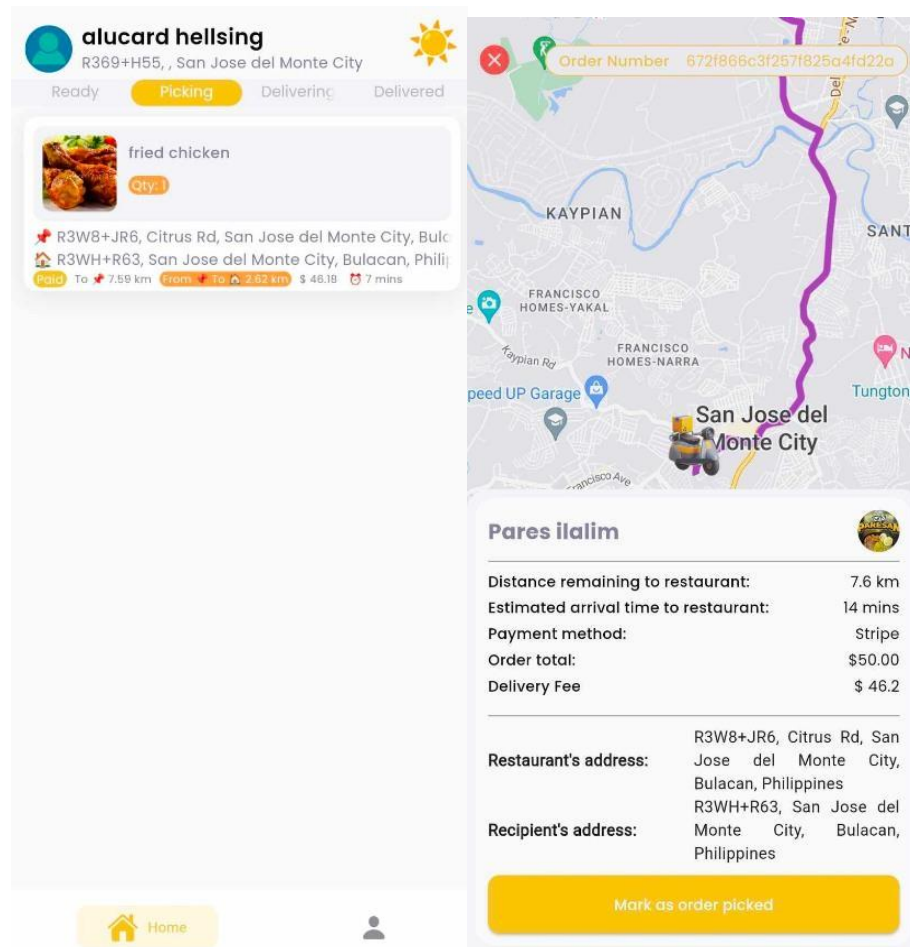 alucard hellsing
R369+H55, , San Jose del Monte City
Ready Picking Delivering Delivered
fried chicken
Qty: 1
R3W8+JR6, Citrus Rd, San Jose del Monte City, Bulc
R3WH+R63, San Jose del Monte City, Bulacan, Phili
Paid To 7.59 km From To 2.62 km $ 46.18 7 mins
Home
Order Number 672f866c3f257f825a4fd22a
Del
KAYPIAN
SANT
FRANCISCO
HOMES-YAKAL
FRANCISCO
HOMES-NARRA
Kaypian Rd
N
peed UP Garage
Tungton
San Jose del
Monte City
Francisco Ave
Pares ilalim
PARESAN
Distance remaining to restaurant: 7.6 km
Estimated arrival time to restaurant: 14 mins
Payment method: Stripe
Order total: $50.00
Delivery Fee $ 46.2
Restaurant's address: R3W8+JR6, Citrus Rd, San
Jose del Monte City,
Bulacan, Philippines
Recipient's address: R3WH+R63, San Jose del
Monte City, Bulacan,
Philippines
Mark as order picked